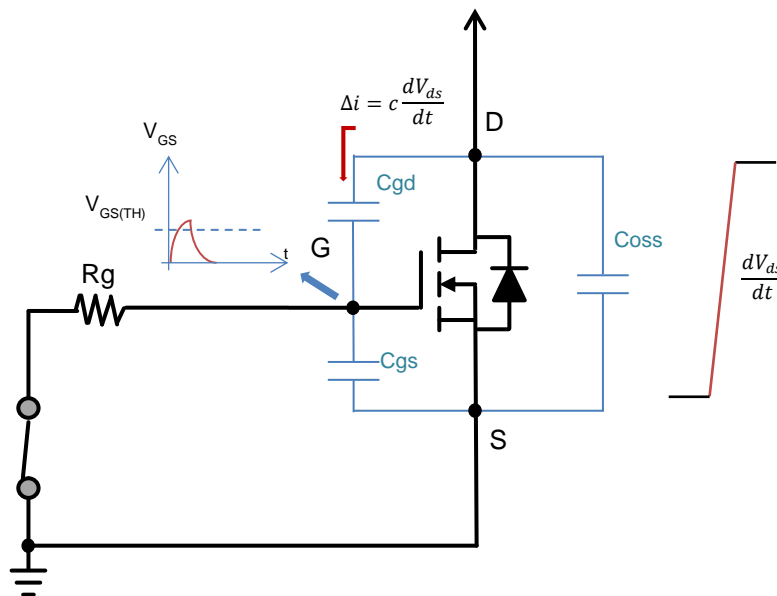 Δi = c dV_ds/dt
D
V_GS
Cgd
V_GS(TH)
G
Coss
t
Rg
dV_ds/dt
Cgs
S